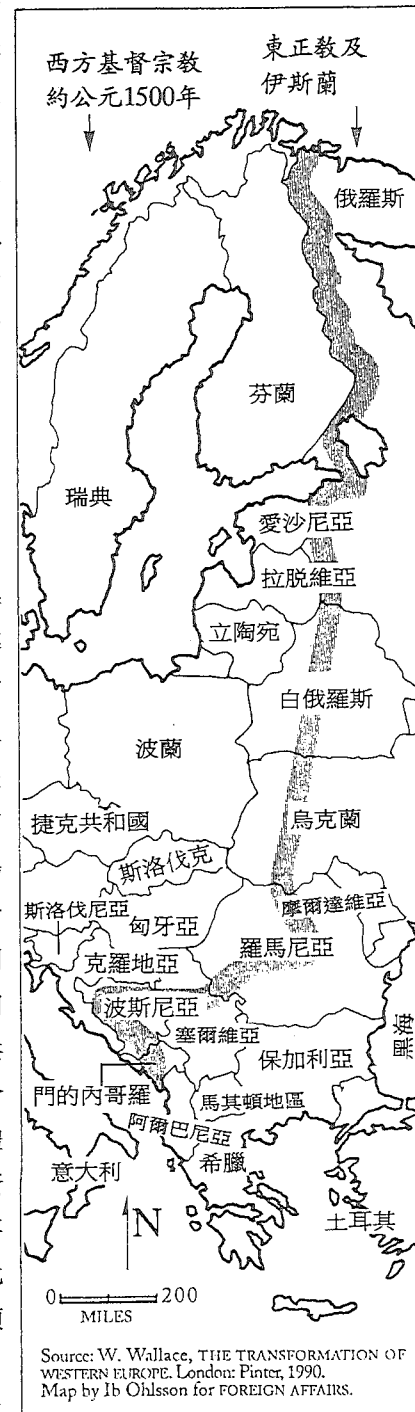 西方基督宗教
約公元1500年
東正教及
伊斯蘭
俄羅斯
芬蘭
瑞典
愛沙尼亞
拉脫維亞
立陶宛
白俄羅斯
波蘭
捷克共和國
烏克蘭
斯洛伐克
斯洛伐尼亞
匈牙亞
摩爾達維亞
克羅地亞
羅馬尼亞
波斯尼亞
塞爾維亞
黑海
保加利亞
門的內哥羅
馬其頓地區
阿爾巴尼亞
意大利
希臘
土耳其
N
0 200
MILES
Source: W. Wallace, THE TRANSFORMATION OF
WESTERN EUROPE. London: Pinter, 1990.
Map by Ib Ohlsson for FOREIGN AFFAIRS.